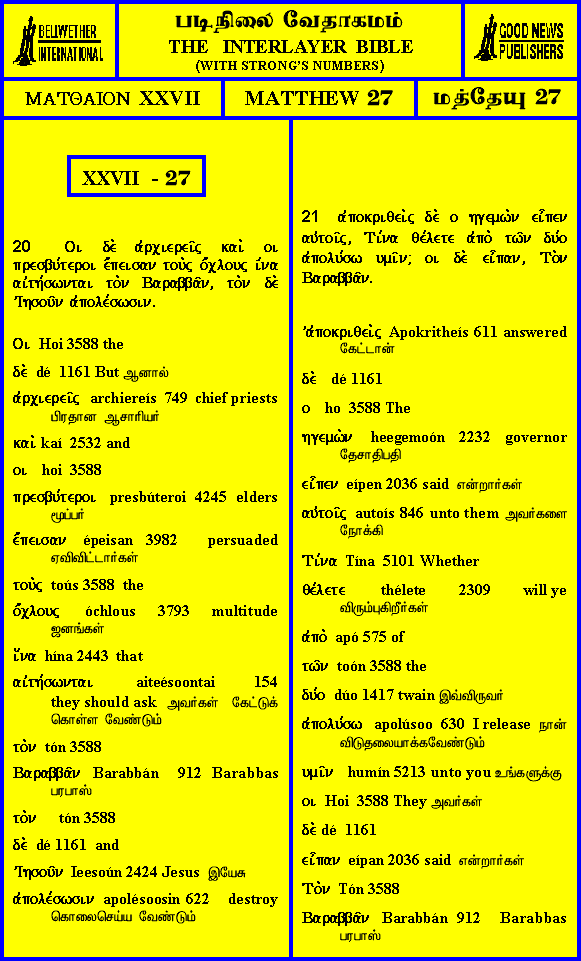 BELLWETHER
INTERNATIONAL
படிநிலை வேதாகமம்
THE INTERLAYER BIBLE
(WITH STRONG'S NUMBERS)
GOOD NEWS
PUBLISHERS
ΜΑΤΘΑΙΟΝ XXVII
MATTHEW 27
மத்தேயு 27
XXVII - 27
20 Οι δὲ ἀρχιερεῖς καὶ οι
πρεσβύτεροι ἔπεισαν τοὺς ὄχλους ίνα
αἰτήσωνται τὸν Βαραββᾶν, τὸν δὲ
Ἰησοῦν ἀπολέσωσιν.
Οι Hoi 3588 the
δὲ dé 1161 But ஆனால்
ἀρχιερεῖς archiereís 749 chief priests
பிரதான ஆசாரியர்
καὶ kaí 2532 and
οι hoi 3588
πρεσβύτεροι presbúteroi 4245 elders
மூப்பர்
ἔπεισαν épeisan 3982 persuaded
ஏவிவிட்டார்கள்
τοὺς toús 3588 the
ὄχλους óchlous 3793 multitude
ஜனங்கள்
ἵνα hína 2443 that
αἰτήσωνται aiteésoontai 154
they should ask அவர்கள் கேட்டுக்
கொள்ள வேண்டும்
τὸν tón 3588
Βαραββᾶν Barabbán 912 Barabbas
பரபாஸ்
τὸν tón 3588
δὲ dé 1161 and
Ἰησοῦν Ieesoún 2424 Jesus இயேசு
ἀπολέσωσιν apolésoosin 622 destroy
கொலைசெய்ய வேண்டும்
21 ἀποκριθεὶς δὲ ο ηγεμὼν εἶπεν
αὐτοῖς, Τίνα θέλετε ἀπὸ τῶν δύο
ἀπολύσω υμῖν; οι δὲ εἶπαν, Τὸν
Βαραββᾶν.
Ἀποκριθεὶς Apokritheís 611 answered
கேட்டான்
δὲ dé 1161
ο ho 3588 The
ηγεμὼν heegemoón 2232 governor
தேசாதிபதி
εἶπεν eípen 2036 said என்றார்கள்
αὐτοῖς autoís 846 unto them அவர்களை
நோக்கி
Τίνα Tína 5101 Whether
θέλετε thélete 2309 will ye
விரும்புகிறீர்கள்
ἀπὸ apó 575 of
τῶν toón 3588 the
δύο dúo 1417 twain இவ்விருவர்
ἀπολύσω apolúsoo 630 I release நான்
விடுதலையாக்கவேண்டும்
υμῖν humín 5213 unto you உங்களுக்கு
οι Hoi 3588 They அவர்கள்
δὲ dé 1161
εἶπαν eípan 2036 said என்றார்கள்
Τὸν Tón 3588
Βαραββᾶν Barabbán 912 Barabbas
பரபாஸ்